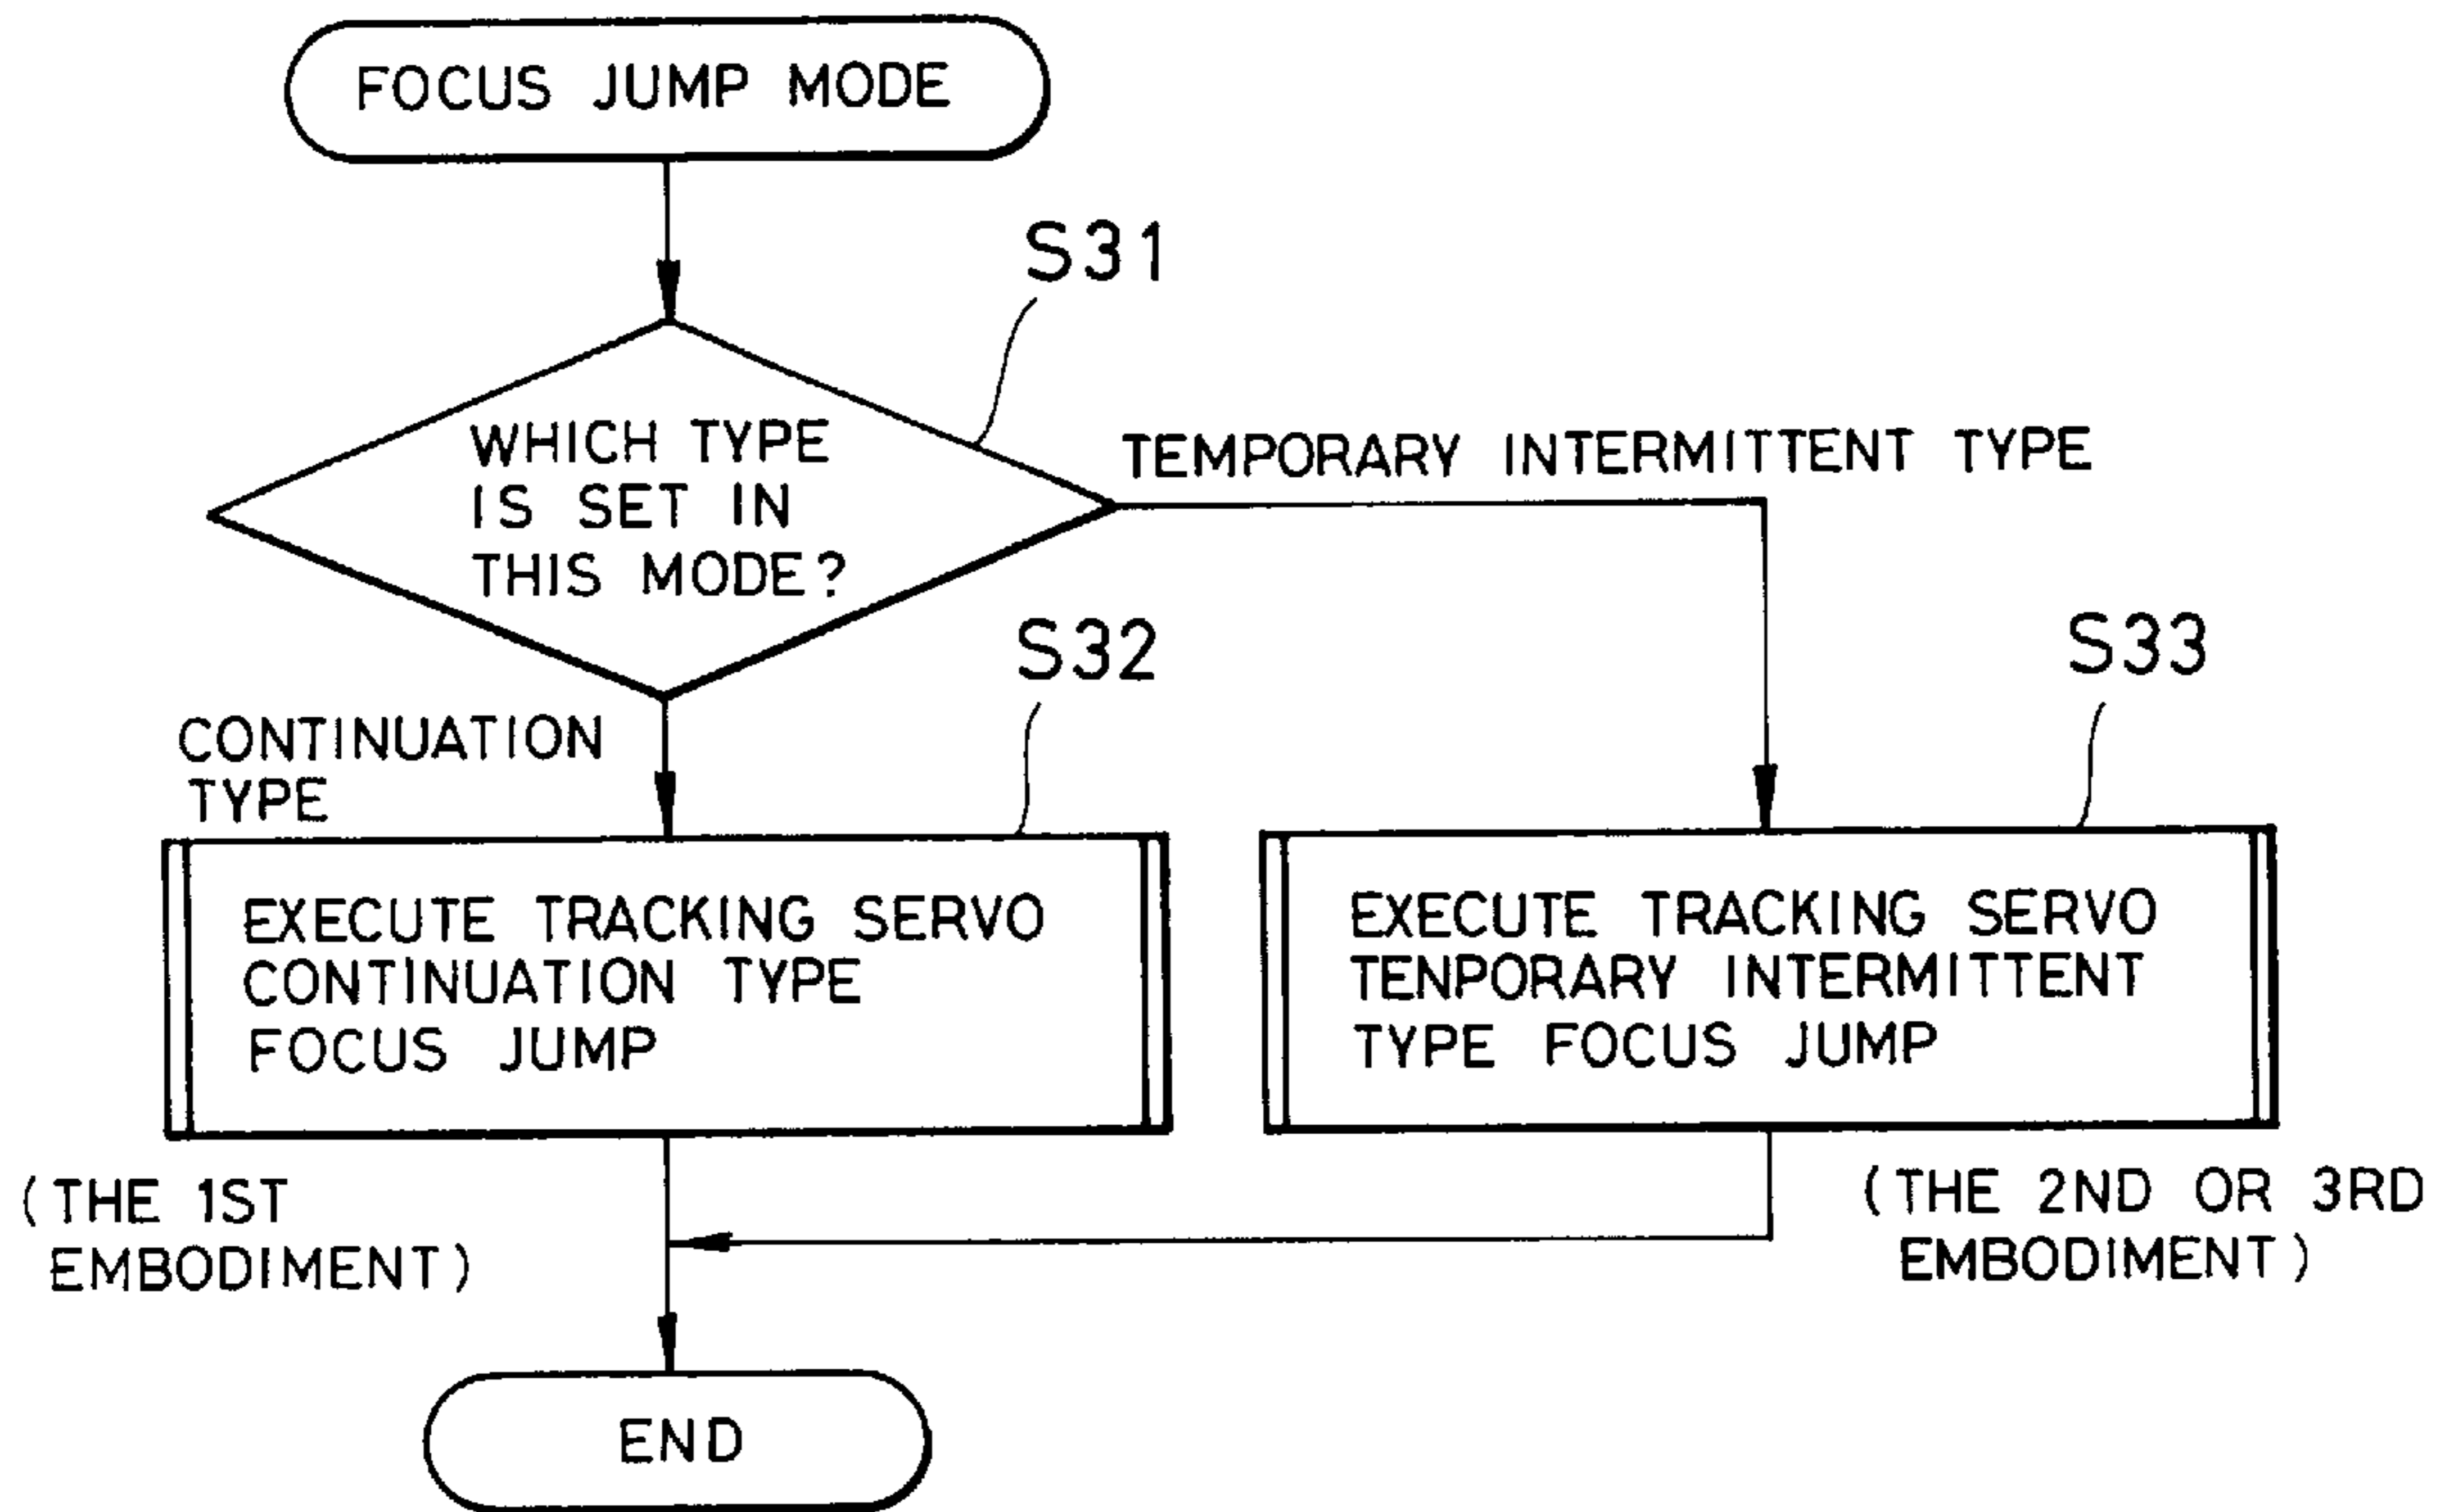 FOCUS JUMP MODE
S31
WHICH TYPE
IS SET IN
THIS MODE?
TEMPORARY INTERMITTENT TYPE
CONTINUATION
TYPE
S32
EXECUTE TRACKING SERVO
CONTINUATION TYPE
FOCUS JUMP
S33
EXECUTE TRACKING SERVO
TENPORARY INTERMITTENT
TYPE FOCUS JUMP
(THE 1ST
EMBODIMENT)
(THE 2ND OR 3RD
EMBODIMENT)
END